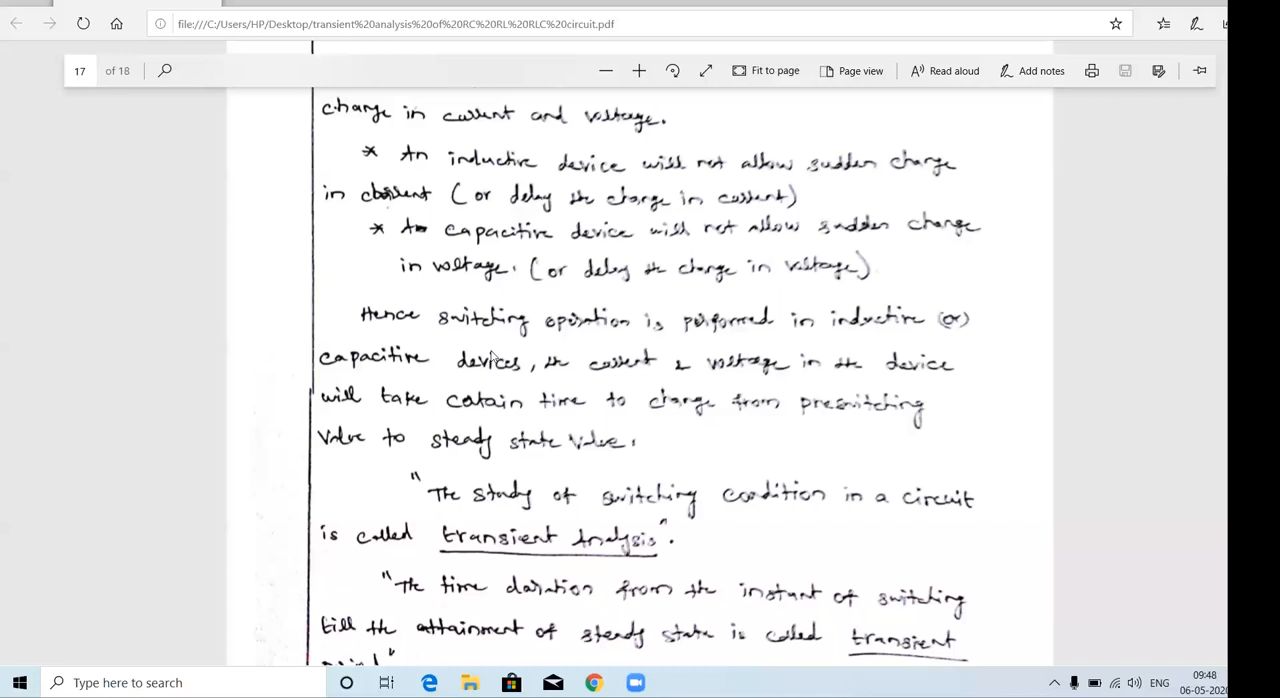 file:///C:/Users/HP/Desktop/transient%20analysis%20of%20RC%20RL%20RLC%20circuit.pdf
17 of 18 Fit to page Page view Read aloud Add notes
change in current and voltage.
* An inductive device will not allow sudden change
in current (or delay the change in current)
* A capacitive device will not allow sudden change
in voltage. (or delay the change in voltage)
Hence switching operation is performed in inductive (or)
capacitive devices, the current & voltage in the device
will take certain time to change from preswitching
value to steady state value.
"The study of switching condition in a circuit
is called transient Analysis".
"The time duration from the instant of switching
till the attainment of steady state is called transient
Type here to search
ENG
09:48
06-05-2020